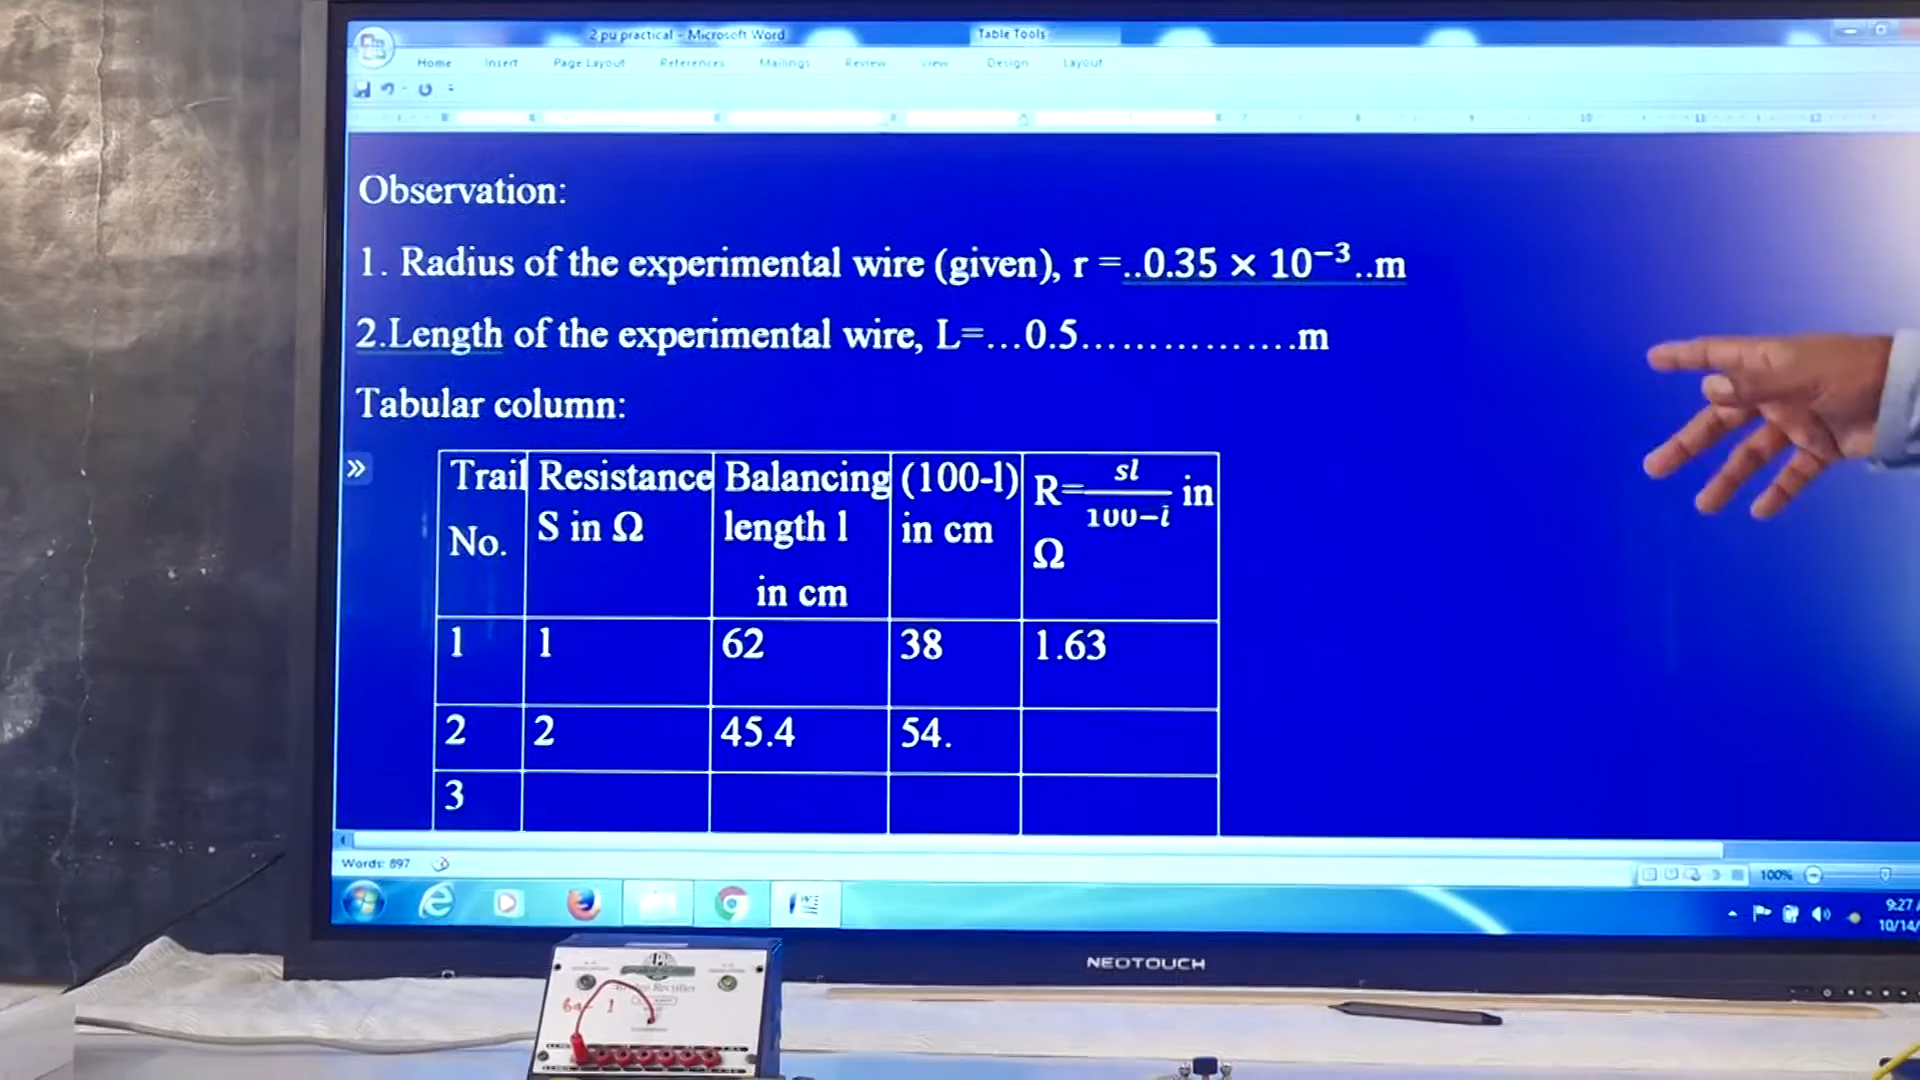 2 pu practical - Microsoft Word
Table Tools
Home Insert Page Layout References Mailings Review View Design Layout
Observation:
1. Radius of the experimental wire (given), r =..0.35 × 10⁻³..m
2.Length of the experimental wire, L=...0.5................m
Tabular column:
Trail No. Resistance S in Ω Balancing length l in cm (100-l) in cm R=sl/100-l in Ω
1 1 62 38 1.63
2 2 45.4 54.
3
Words: 897
100%
9:27
10/14/
NEOTOUCH
Rectifier